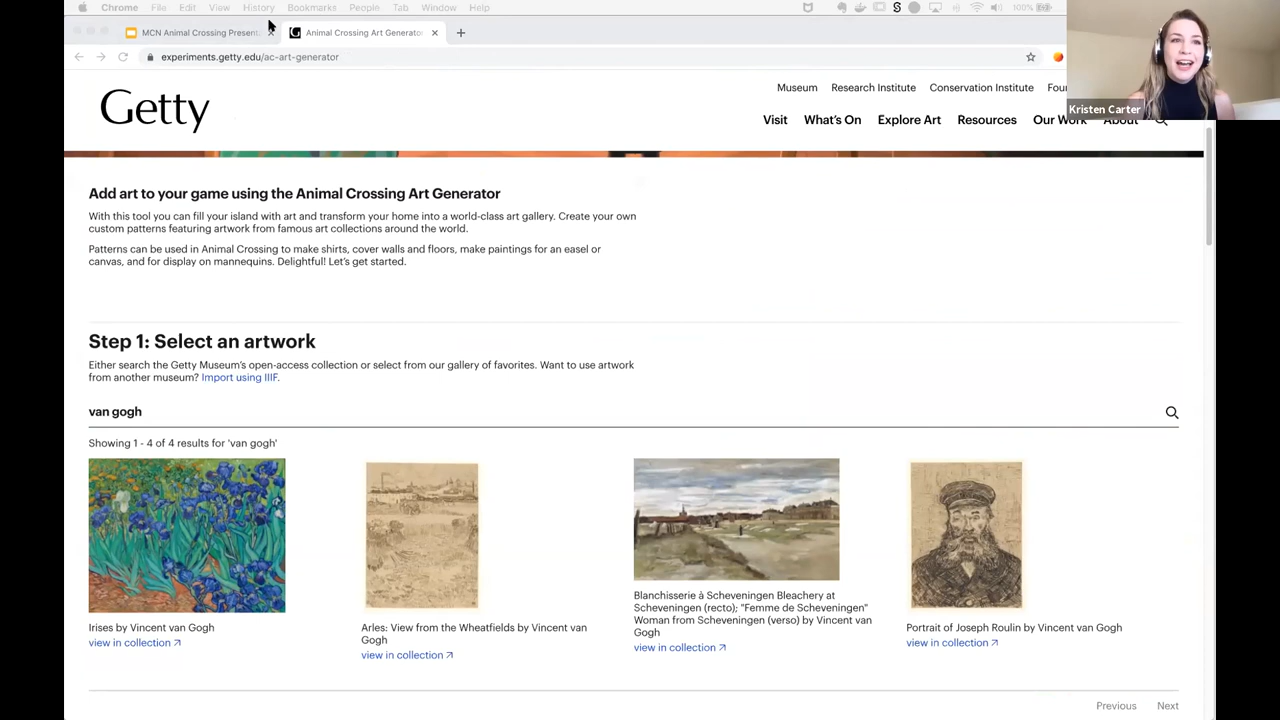 Chrome File Edit View History Bookmarks People Tab Window Help 100%
MCN Animal Crossing Present
Animal Crossing Art Generator
experiments.getty.edu/ac-art-generator
Kristen Carter
Getty
Museum Research Institute Conservation Institute
Visit What's On Explore Art Resources Our Work About
Add art to your game using the Animal Crossing Art Generator
With this tool you can fill your island with art and transform your home into a world-class art gallery. Create your own
custom patterns featuring artwork from famous art collections around the world.
Patterns can be used in Animal Crossing to make shirts, cover walls and floors, make paintings for an easel or
canvas, and for display on mannequins. Delightful! Let's get started.
Step 1: Select an artwork
Either search the Getty Museum's open-access collection or select from our gallery of favorites. Want to use artwork
from another museum? Import using IIIF.
van gogh
Showing 1 - 4 of 4 results for 'van gogh'
Irises by Vincent van Gogh
view in collection
Arles: View from the Wheatfields by Vincent van
Gogh
view in collection
Blanchisserie à Scheveningen Bleachery at
Scheveningen (recto); "Femme de Scheveningen"
Woman from Scheveningen (verso) by Vincent van
Gogh
view in collection
Portrait of Joseph Roulin by Vincent van Gogh
view in collection
Previous Next